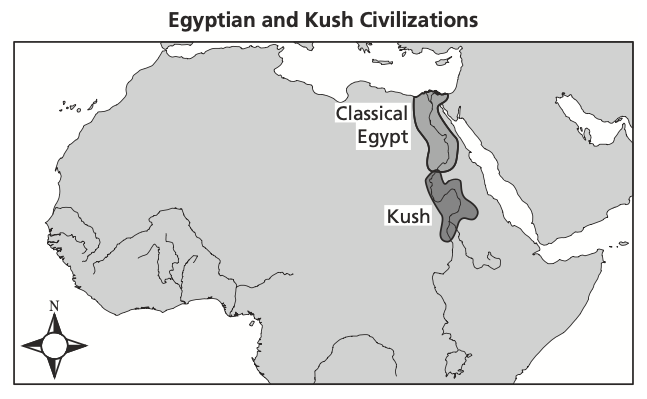 Egyptian and Kush Civilizations
Classical
Egypt
Kush
N